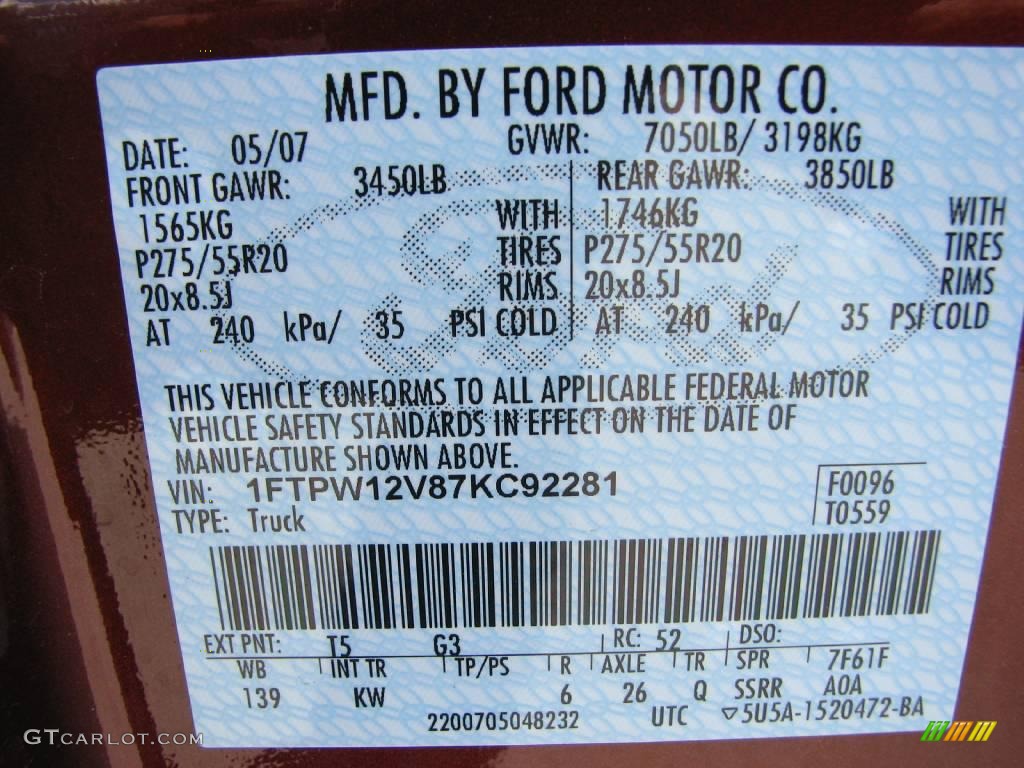 MFD. BY FORD MOTOR CO.
DATE: 05/07 GVWR: 7050LB/ 3198KG
FRONT GAWR: 3450LB REAR GAWR: 3850LB
1565KG WITH 1746KG WITH
P275/55R20 TIRES P275/55R20 TIRES
20x8.5J RIMS 20x8.5J RIMS
AT 240 kPa/ 35 PSI COLD AT 240 kPa/ 35 PSI COLD
THIS VEHICLE CONFORMS TO ALL APPLICABLE FEDERAL MOTOR
VEHICLE SAFETY STANDARDS IN EFFECT ON THE DATE OF
MANUFACTURE SHOWN ABOVE.
VIN: 1FTPW12V87KC92281 F0096
TYPE: Truck T0559
EXT PNT: T5 G3 RC: 52 DSO:
WB INT TR TP/PS R AXLE TR SPR 7F61F
139 KW 6 26 Q SSRR A0A
2200705048232 UTC ▽5U5A-1520472-BA
GTCARLOT.COM